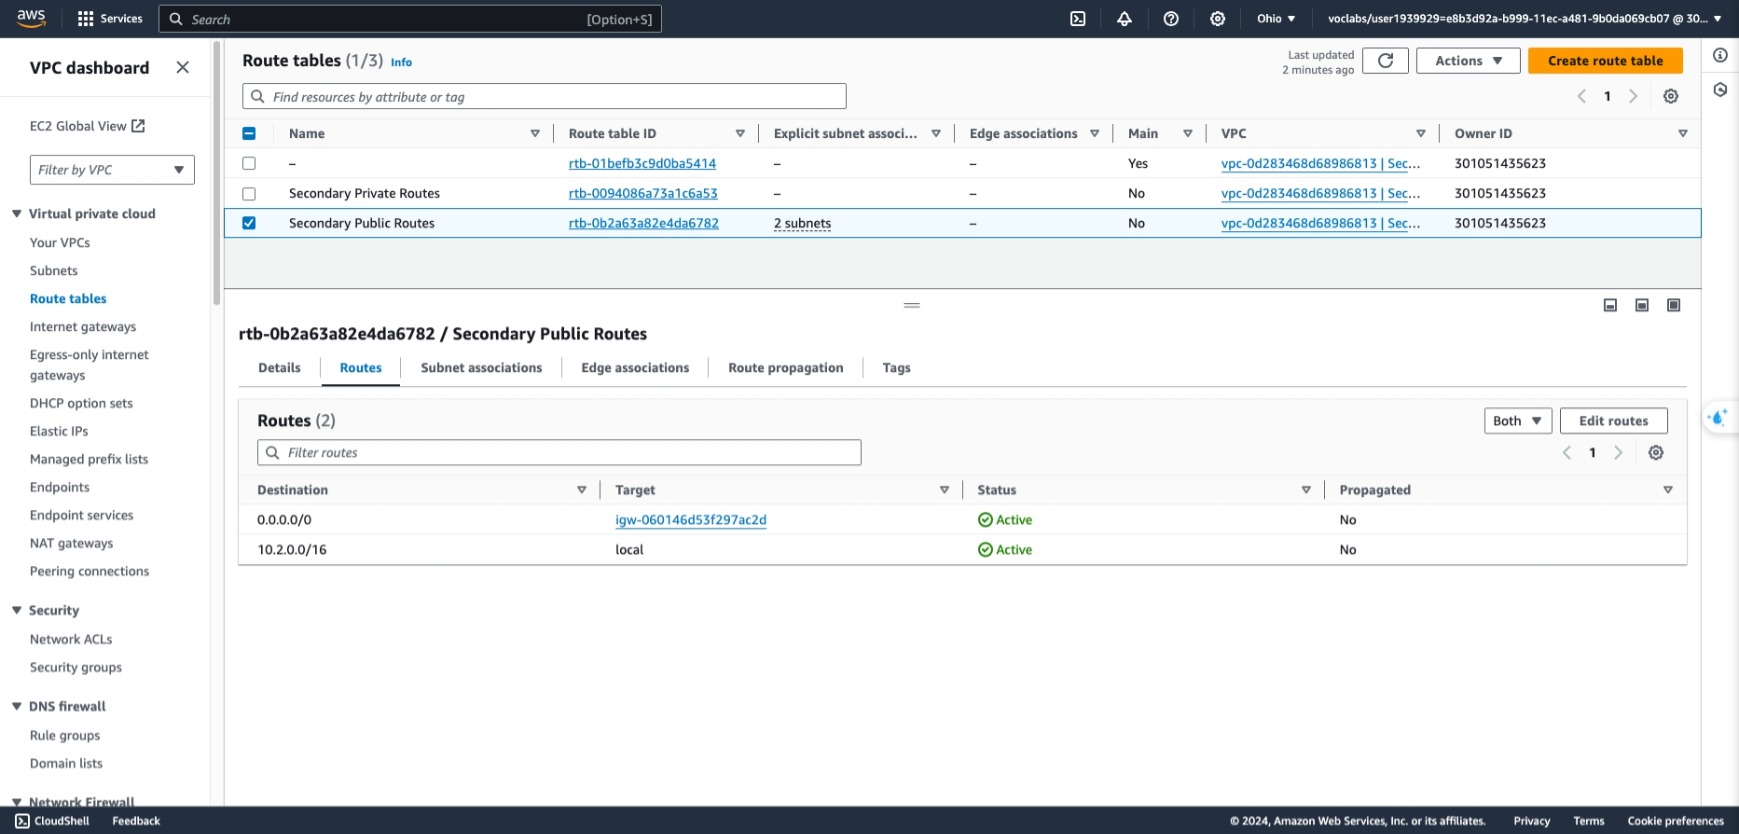 aws Services Search [Option+S] Ohio voclabs/user1939929=e8b3d92a-b999-11ec-a481-9b0da069cb07 @ 30...
VPC dashboard
EC2 Global View
Filter by VPC
Virtual private cloud
Your VPCs
Subnets
Route tables
Internet gateways
Egress-only internet
gateways
DHCP option sets
Elastic IPs
Managed prefix lists
Endpoints
Endpoint services
NAT gateways
Peering connections
Security
Network ACLs
Security groups
DNS firewall
Rule groups
Domain lists
Network Firewall
Route tables (1/3) Info
Last updated
2 minutes ago
Actions
Create route table
Find resources by attribute or tag
1
Name Route table ID Explicit subnet associ... Edge associations Main VPC Owner ID
– rtb-01befb3c9d0ba5414 – – Yes vpc-0d283468d68986813 | Sec... 301051435623
Secondary Private Routes rtb-0094086a73a1c6a53 – – No vpc-0d283468d68986813 | Sec... 301051435623
Secondary Public Routes rtb-0b2a63a82e4da6782 2 subnets – No vpc-0d283468d68986813 | Sec... 301051435623
rtb-0b2a63a82e4da6782 / Secondary Public Routes
Details Routes Subnet associations Edge associations Route propagation Tags
Routes (2)
Both
Edit routes
Filter routes
1
Destination Target Status Propagated
0.0.0.0/0 igw-060146d53f297ac2d Active No
10.2.0.0/16 local Active No
CloudShell Feedback © 2024, Amazon Web Services, Inc. or its affiliates. Privacy Terms Cookie preferences